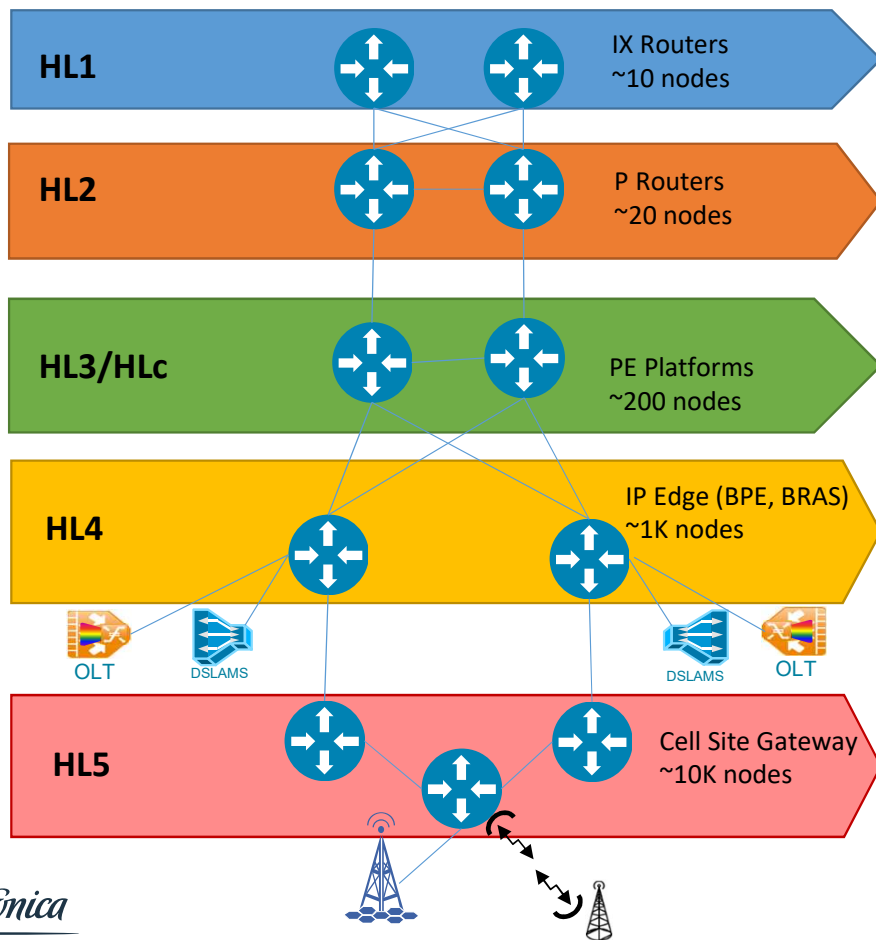 HL1
IX Routers
~10 nodes
HL2
P Routers
~20 nodes
HL3/HLc
PE Platforms
~200 nodes
HL4
IP Edge (BPE, BRAS)
~1K nodes
OLT
DSLAMS
DSLAMS
OLT
HL5
Cell Site Gateway
~10K nodes